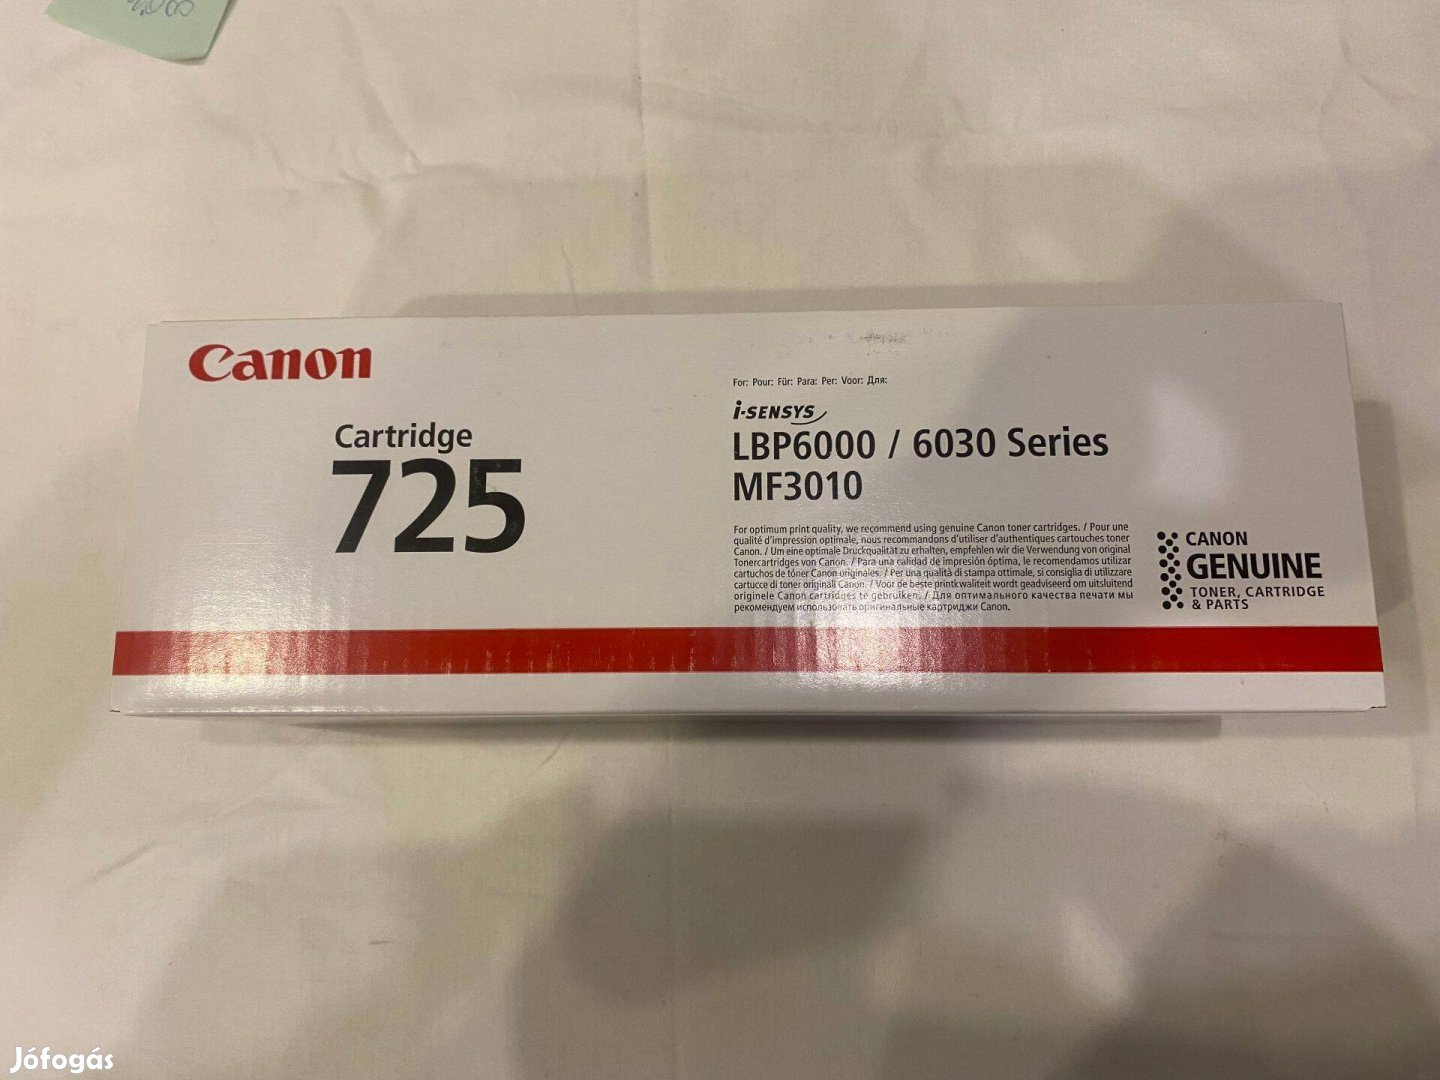 Canon
Cartridge
725
For: Pour: Für: Para: Per: Voor: Для:
i-SENSYS
LBP6000 / 6030 Series
MF3010
For optimum print quality, we recommend using genuine Canon toner cartridges. / Pour une
qualité d'impression optimale, nous recommandons d'utiliser d'authentiques cartouches toner
Canon. / Um eine optimale Druckqualität zu erhalten, empfehlen wir die Verwendung von original
Tonercartridges von Canon. / Para una calidad de impresión óptima, le recomendamos utilizar
cartuchos de tóner Canon originales. / Per una qualità di stampa ottimale, si consiglia di utilizzare
cartucce di toner originali Canon. / Voor de beste printkwaliteit wordt geadviseerd om uitsluitend
originele Canon cartridges te gebruiken. / Для оптимального качества печати мы
рекомендуем использовать оригинальные картриджи Canon.
CANON
GENUINE
TONER, CARTRIDGE
& PARTS
Jófogás